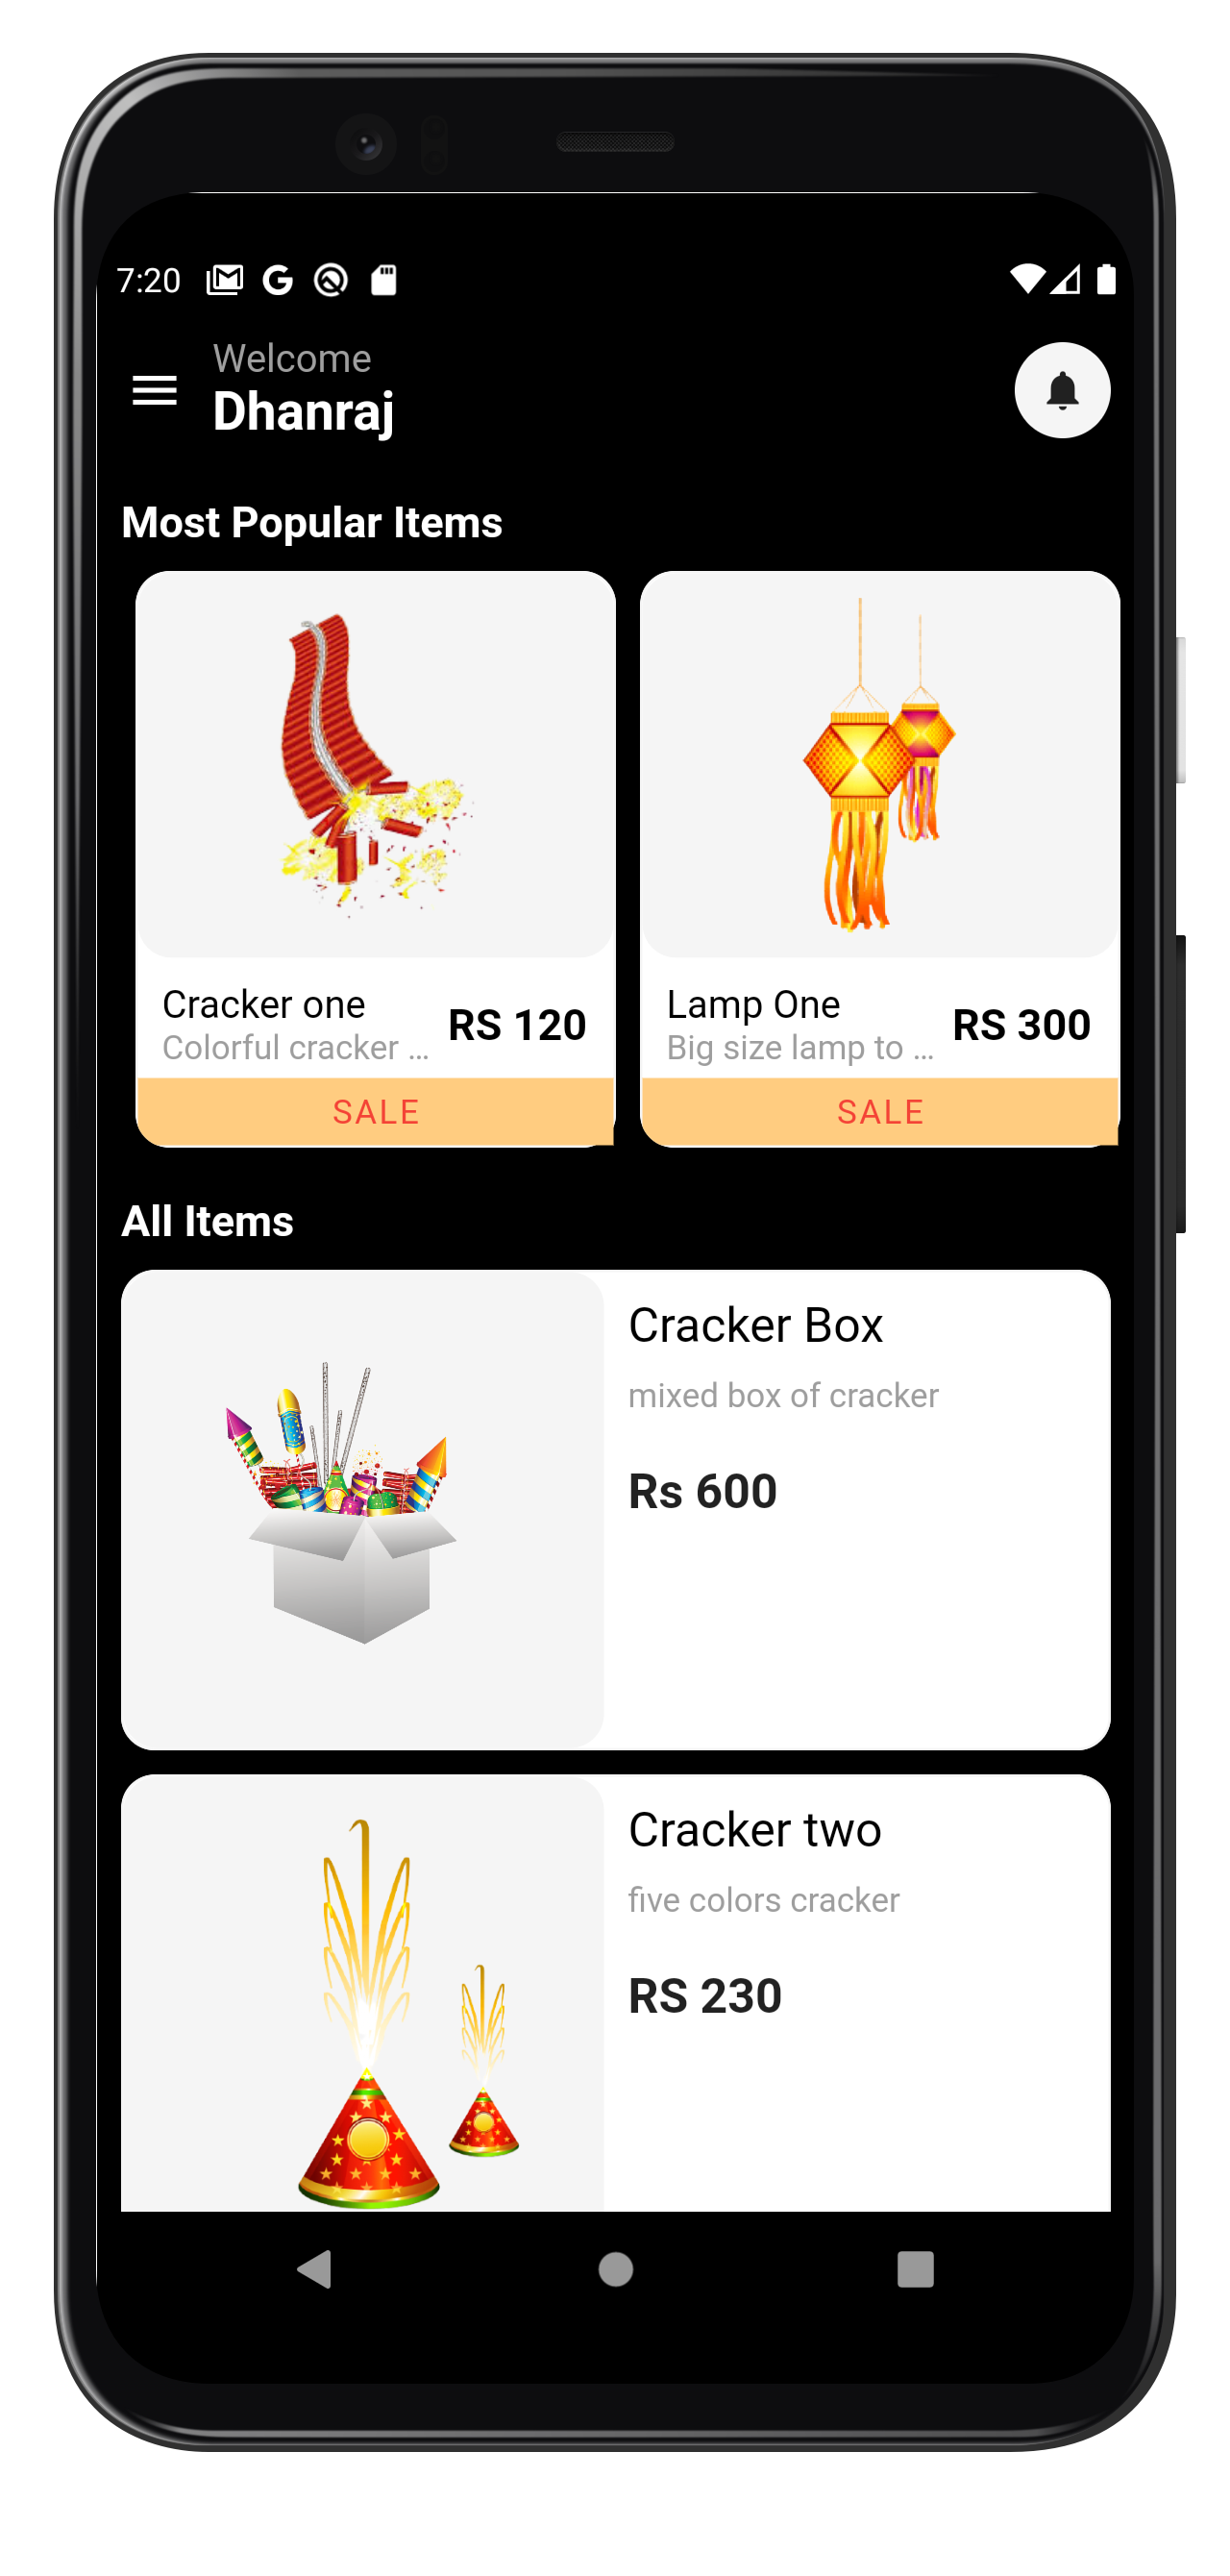 7:20
Welcome
Dhanraj
Most Popular Items
Cracker one
Colorful cracker ...
RS 120
SALE
Lamp One
Big size lamp to ...
RS 300
SALE
All Items
Cracker Box
mixed box of cracker
Rs 600
Cracker two
five colors cracker
RS 230